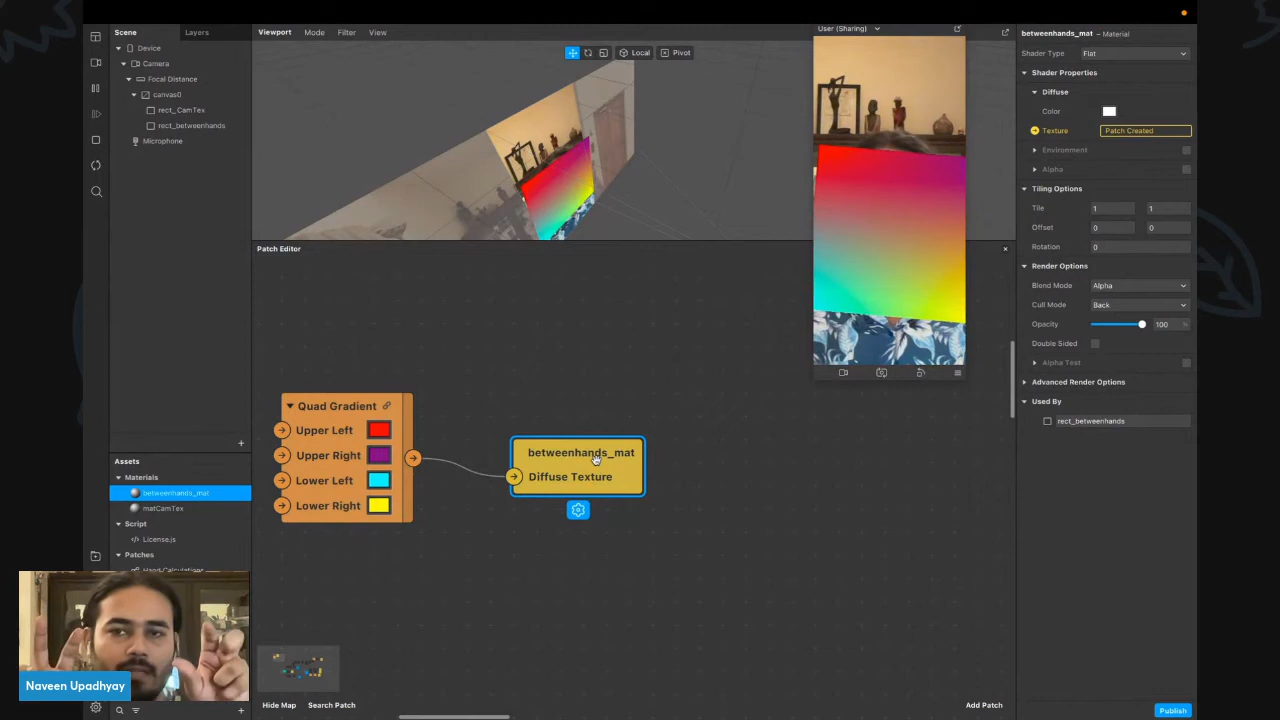 Scene
Layers
Device
Camera
Focal Distance
canvas0
rect_CamTex
rect_betweenhands
Microphone
Assets
Materials
betweenhands_mat
matCamTex
Script
License.js
Patches
Hand Calculations
Naveen Upadhyay
Viewport
Mode
Filter
View
Local
Pivot
User (Sharing)
Patch Editor
Quad Gradient
Upper Left
Upper Right
Lower Left
Lower Right
betweenhands_mat
Diffuse Texture
Hide Map
Search Patch
Add Patch
betweenhands_mat – Material
Shader Type Flat
Shader Properties
Diffuse
Color
Texture Patch Created
Environment
Alpha
Tiling Options
Tile 1 1
Offset 0 0
Rotation 0
Render Options
Blend Mode Alpha
Cull Mode Back
Opacity 100 %
Double Sided
Alpha Test
Advanced Render Options
Used By
rect_betweenhands
Publish